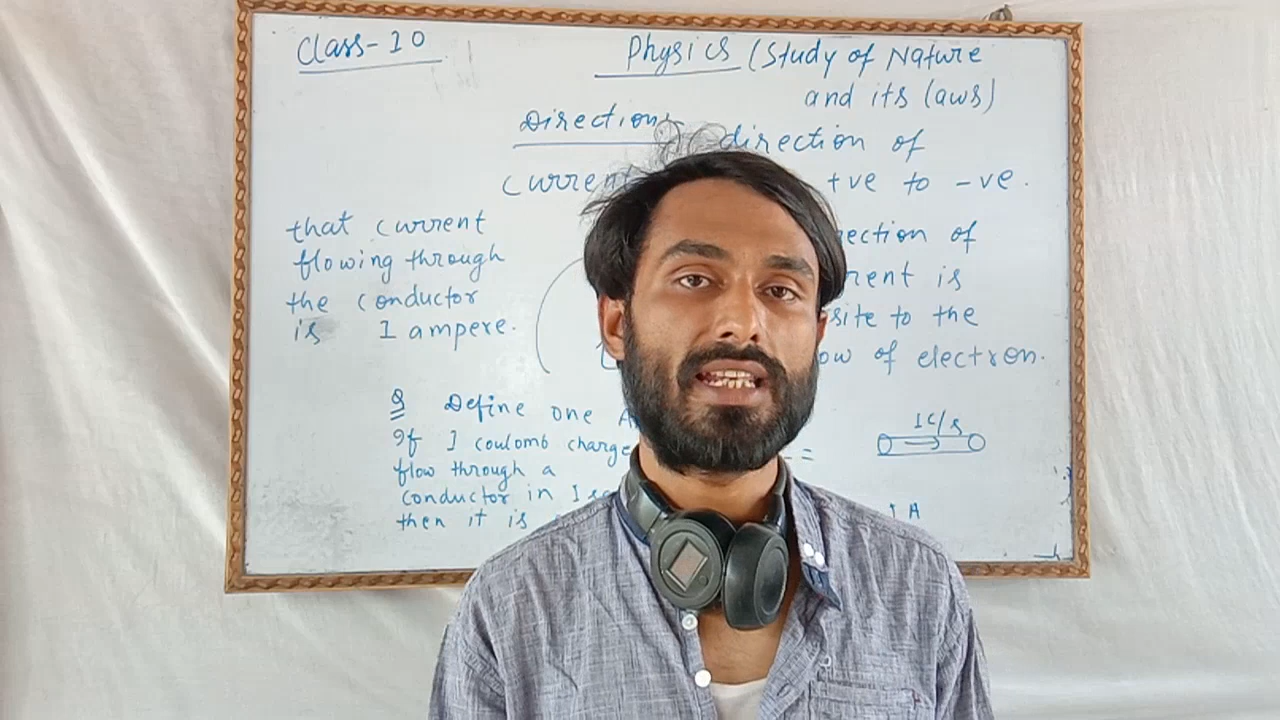 Class-10
Physics (Study of Nature
and its laws)
Direction:
direction of
current
+ve to -ve.
that current
flowing through
the conductor
is 1 ampere.
ection of
rent is
site to the
ow of electron.
Q Define one A
If 1 coulomb charge
flow through a
conductor in 1 se
then it is
1C/s
=
1A